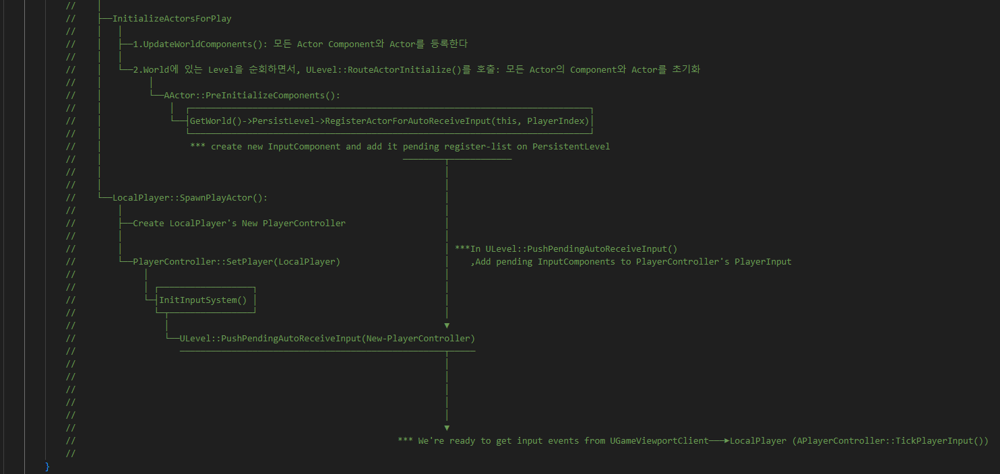 //
// InitializeActorsForPlay
//
// 1.UpdateWorldComponents(): 모든 Actor Component와 Actor를 등록한다
//
// 2.World에 있는 Level을 순회하면서, ULevel::RouteActorInitialize()를 호출: 모든 Actor의 Component와 Actor를 초기화
//
// AActor::PreInitializeComponents():
//
// GetWorld()->PersistLevel->RegisterActorForAutoReceiveInput(this, PlayerIndex)
//
// *** create new InputComponent and add it pending register-list on PersistentLevel
//
//
//
// LocalPlayer::SpawnPlayActor():
//
// Create LocalPlayer's New PlayerController
//
// ***In ULevel::PushPendingAutoReceiveInput()
// PlayerController::SetPlayer(LocalPlayer) ,Add pending InputComponents to PlayerController's PlayerInput
//
//
// InitInputSystem()
//
// ▼
// ULevel::PushPendingAutoReceiveInput(New-PlayerController)
//
//
//
//
//
//
// ▼
// *** We're ready to get input events from UGameViewportClient──►LocalPlayer (APlayerController::TickPlayerInput())
//
}